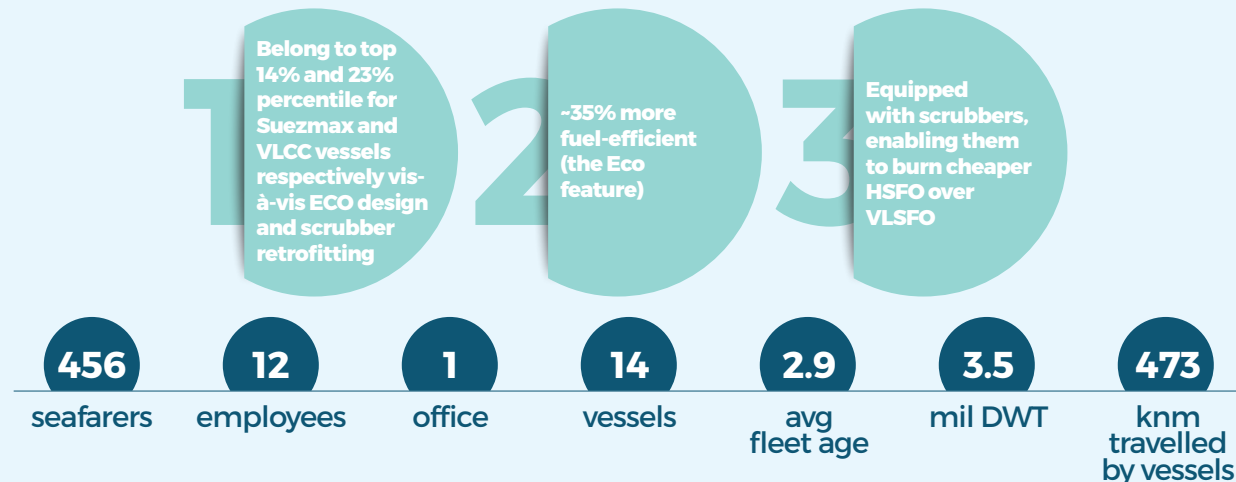 1
Belong to top
14% and 23%
percentile for
Suezmax and
VLCC vessels
respectively vis-
à-vis ECO design
and scrubber
retrofitting
2
~35% more
fuel-efficient
(the Eco
feature)
3
Equipped
with scrubbers,
enabling them
to burn cheaper
HSFO over
VLSFO
456
seafarers
12
employees
1
office
14
vessels
2.9
avg
fleet age
3.5
mil DWT
473
knm
travelled
by vessels